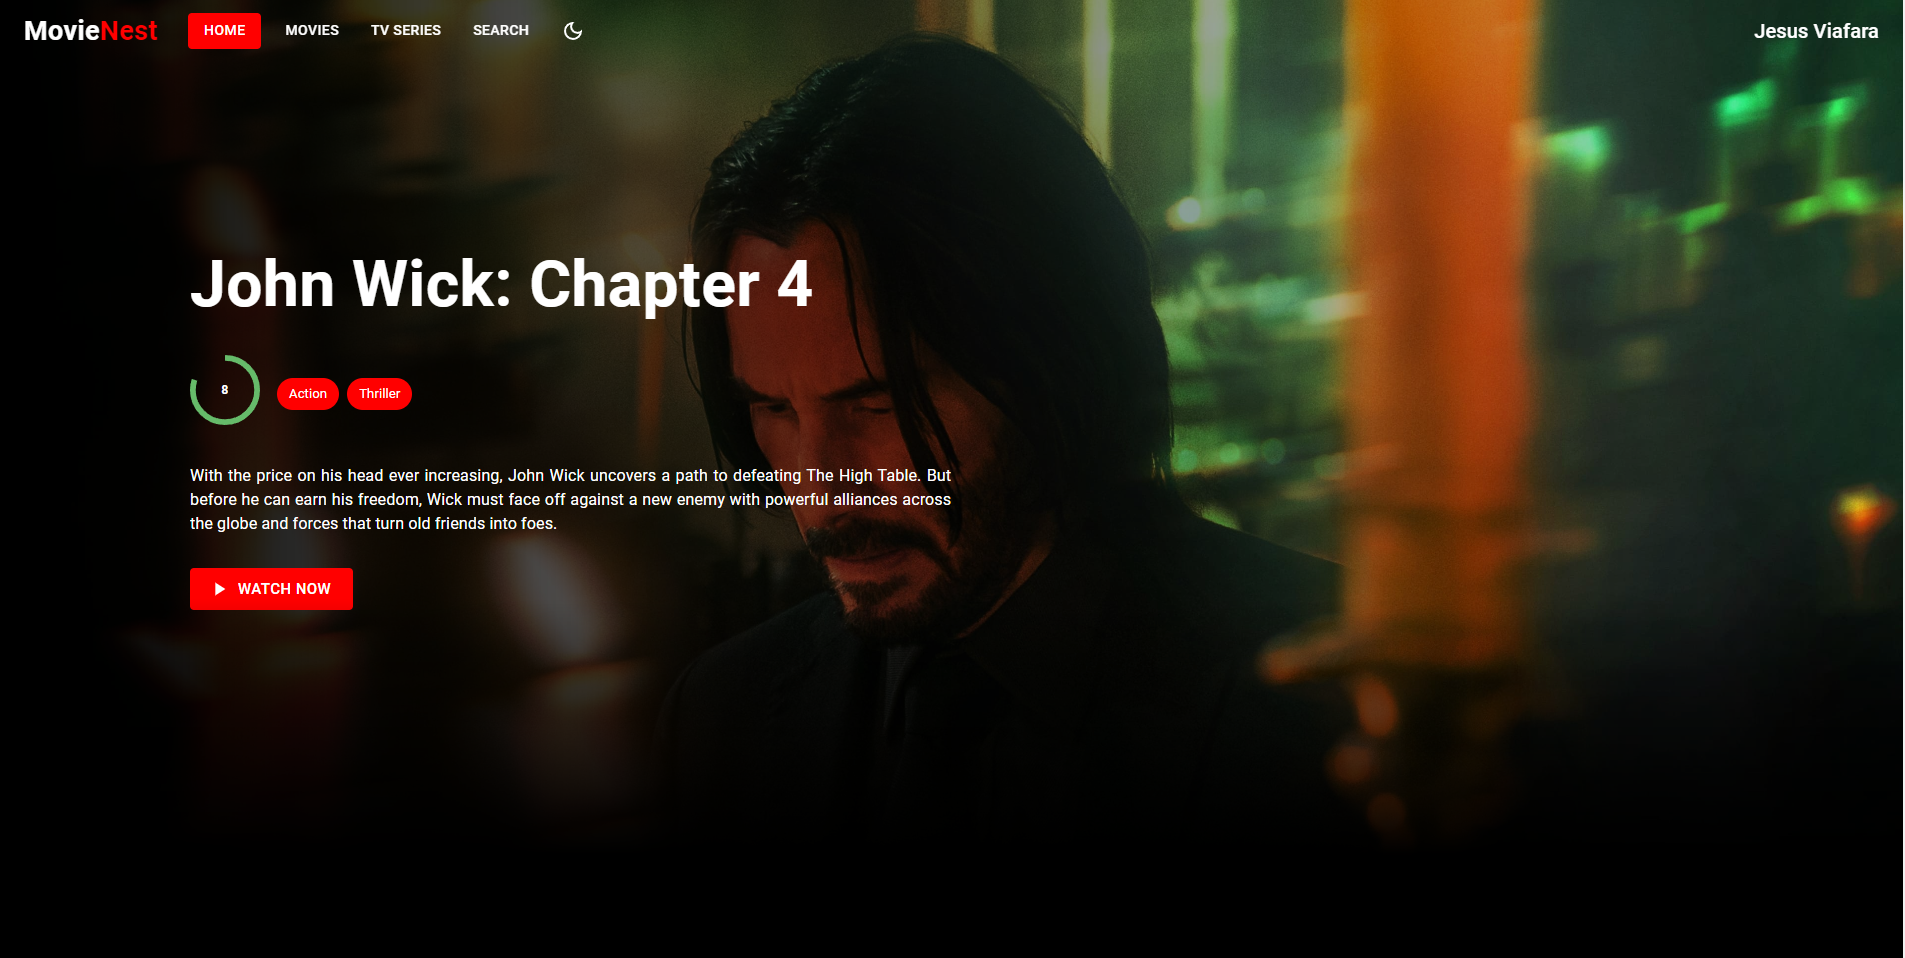 MovieNest HOME MOVIES TV SERIES SEARCH Jesus Viafara
John Wick: Chapter 4
8 Action Thriller
With the price on his head ever increasing, John Wick uncovers a path to defeating The High Table. But
before he can earn his freedom, Wick must face off against a new enemy with powerful alliances across
the globe and forces that turn old friends into foes.
WATCH NOW